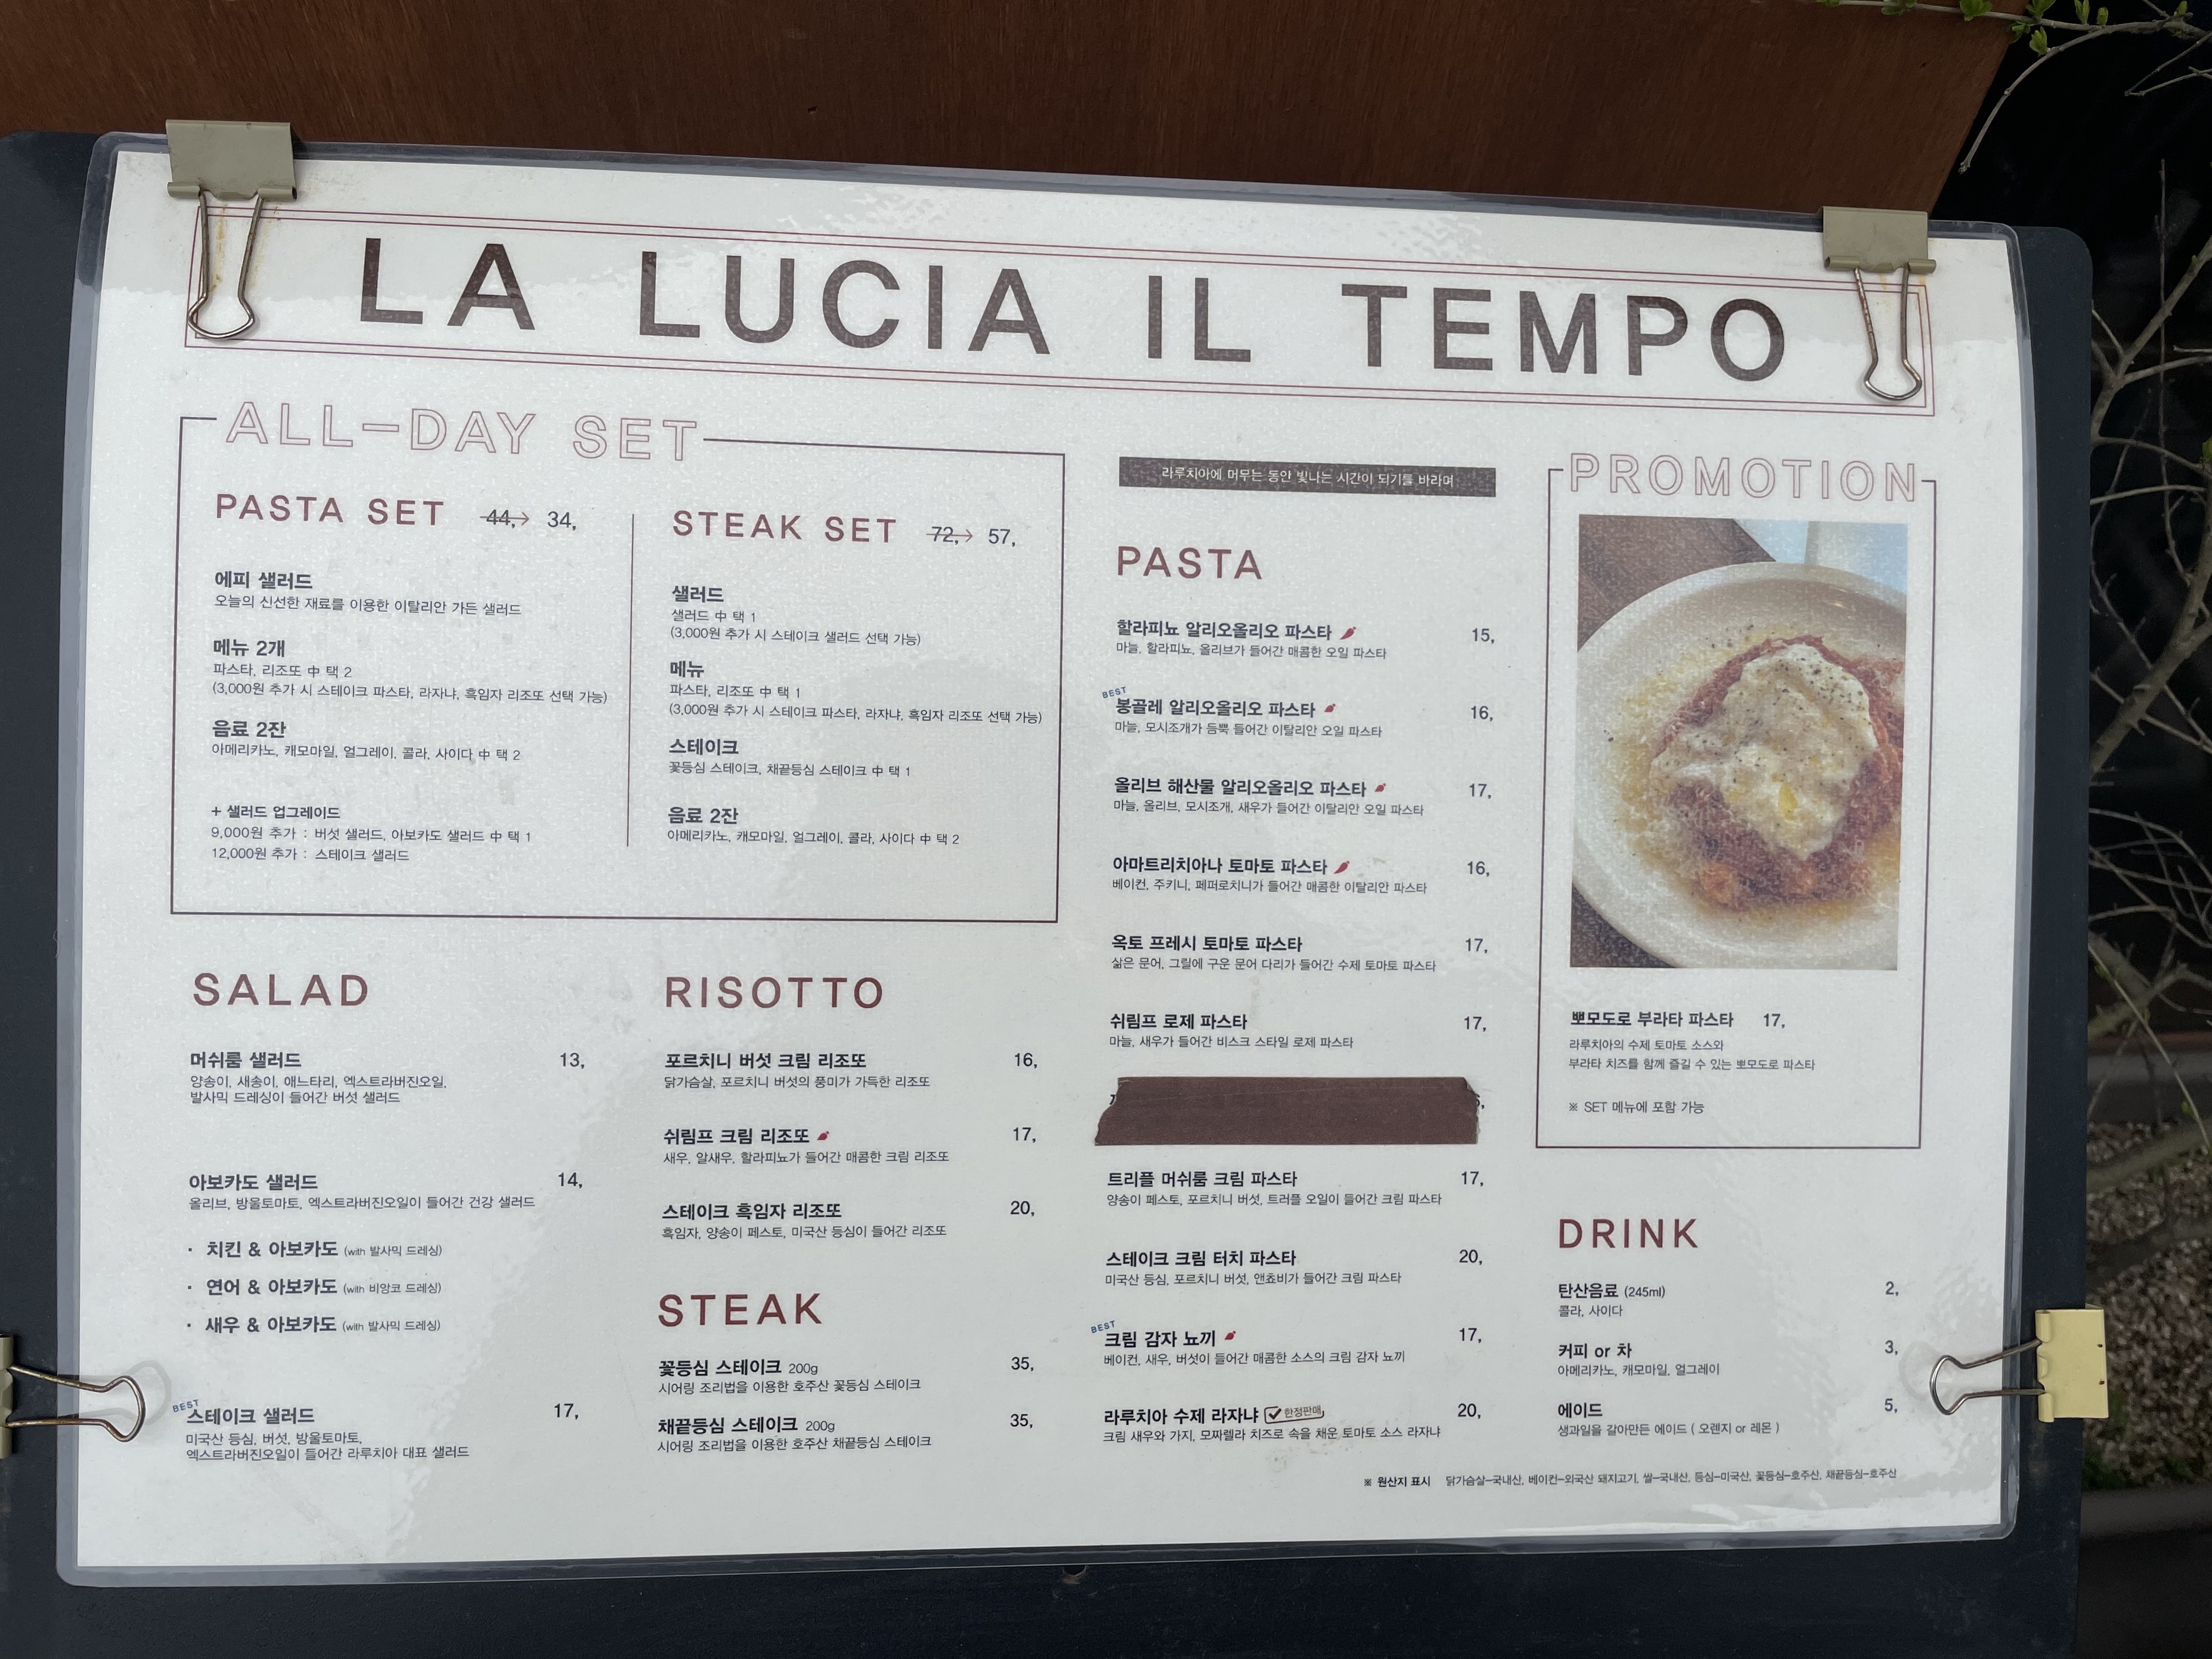 LA LUCIA IL TEMPO
ALL-DAY SET
PASTA SET 44,→ 34,
에피 샐러드
오늘의 신선한 재료를 이용한 이탈리안 가든 샐러드
메뉴 2개
파스타, 리조또 中 택 2
(3,000원 추가 시 스테이크 파스타, 라자냐, 흑임자 리조또 선택 가능)
음료 2잔
아메리카노, 캐모마일, 얼그레이, 콜라, 사이다 中 택 2
+ 샐러드 업그레이드
9,000원 추가 : 버섯 샐러드, 아보카도 샐러드 中 택 1
12,000원 추가 : 스테이크 샐러드
STEAK SET 72,→ 57,
샐러드
샐러드 中 택 1
(3,000원 추가 시 스테이크 샐러드 선택 가능)
메뉴
파스타, 리조또 中 택 1
(3,000원 추가 시 스테이크 파스타, 라자냐, 흑임자 리조또 선택 가능)
스테이크
꽃등심 스테이크, 채끝등심 스테이크 中 택 1
음료 2잔
아메리카노, 캐모마일, 얼그레이, 콜라, 사이다 中 택 2
SALAD
머쉬룸 샐러드 13,
양송이, 새송이, 애느타리, 엑스트라버진오일,
발사믹 드레싱이 들어간 버섯 샐러드
아보카도 샐러드 14,
올리브, 방울토마토, 엑스트라버진오일이 들어간 건강 샐러드
· 치킨 & 아보카도 (with 발사믹 드레싱)
· 연어 & 아보카도 (with 비앙코 드레싱)
· 새우 & 아보카도 (with 발사믹 드레싱)
BEST
스테이크 샐러드 17,
미국산 등심, 버섯, 방울토마토,
엑스트라버진오일이 들어간 라루치아 대표 샐러드
RISOTTO
포르치니 버섯 크림 리조또 16,
닭가슴살, 포르치니 버섯의 풍미가 가득한 리조또
쉬림프 크림 리조또 17,
새우, 알새우, 할라피뇨가 들어간 매콤한 크림 리조또
스테이크 흑임자 리조또 20,
흑임자, 양송이 페스토, 미국산 등심이 들어간 리조또
STEAK
꽃등심 스테이크 200g 35,
시어링 조리법을 이용한 호주산 꽃등심 스테이크
채끝등심 스테이크 200g 35,
시어링 조리법을 이용한 호주산 채끝등심 스테이크
라루치아에 머무는 동안 빛나는 시간이 되기를 바라며
PASTA
할라피뇨 알리오올리오 파스타 15,
마늘, 할라피뇨, 올리브가 들어간 매콤한 오일 파스타
BEST
봉골레 알리오올리오 파스타 16,
마늘, 모시조개가 듬뿍 들어간 이탈리안 오일 파스타
올리브 해산물 알리오올리오 파스타 17,
마늘, 올리브, 모시조개, 새우가 들어간 이탈리안 오일 파스타
아마트리치아나 토마토 파스타 16,
베이컨, 주키니, 페퍼로치니가 들어간 매콤한 이탈리안 파스타
옥토 프레시 토마토 파스타 17,
삶은 문어, 그릴에 구운 문어 다리가 들어간 수제 토마토 파스타
쉬림프 로제 파스타 17,
마늘, 새우가 들어간 비스크 스타일 로제 파스타
트리플 머쉬룸 크림 파스타 17,
양송이 페스토, 포르치니 버섯, 트러플 오일이 들어간 크림 파스타
스테이크 크림 터치 파스타 20,
미국산 등심, 포르치니 버섯, 앤쵸비가 들어간 크림 파스타
BEST
크림 감자 뇨끼 17,
베이컨, 새우, 버섯이 들어간 매콤한 소스의 크림 감자 뇨끼
라루치아 수제 라자냐 한정판매 20,
크림 새우와 가지, 모짜렐라 치즈로 속을 채운 토마토 소스 라자냐
PROMOTION
뽀모도로 부라타 파스타 17,
라루치아의 수제 토마토 소스와
부라타 치즈를 함께 즐길 수 있는 뽀모도로 파스타
※ SET 메뉴에 포함 가능
DRINK
탄산음료 (245ml) 2,
콜라, 사이다
커피 or 차 3,
아메리카노, 캐모마일, 얼그레이
에이드 5,
생과일을 갈아만든 에이드 ( 오렌지 or 레몬 )
※ 원산지 표시 닭가슴살-국내산, 베이컨-외국산 돼지고기, 쌀-국내산, 등심-미국산, 꽃등심-호주산, 채끝등심-호주산